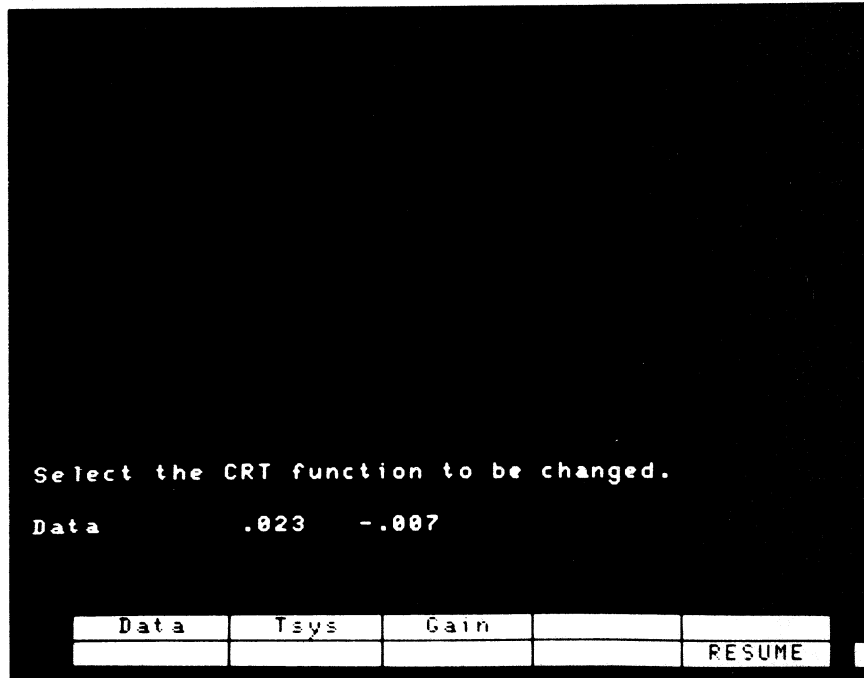 Select the CRT function to be changed.
Data .023 -.007
Data Tsys Gain
RESUME